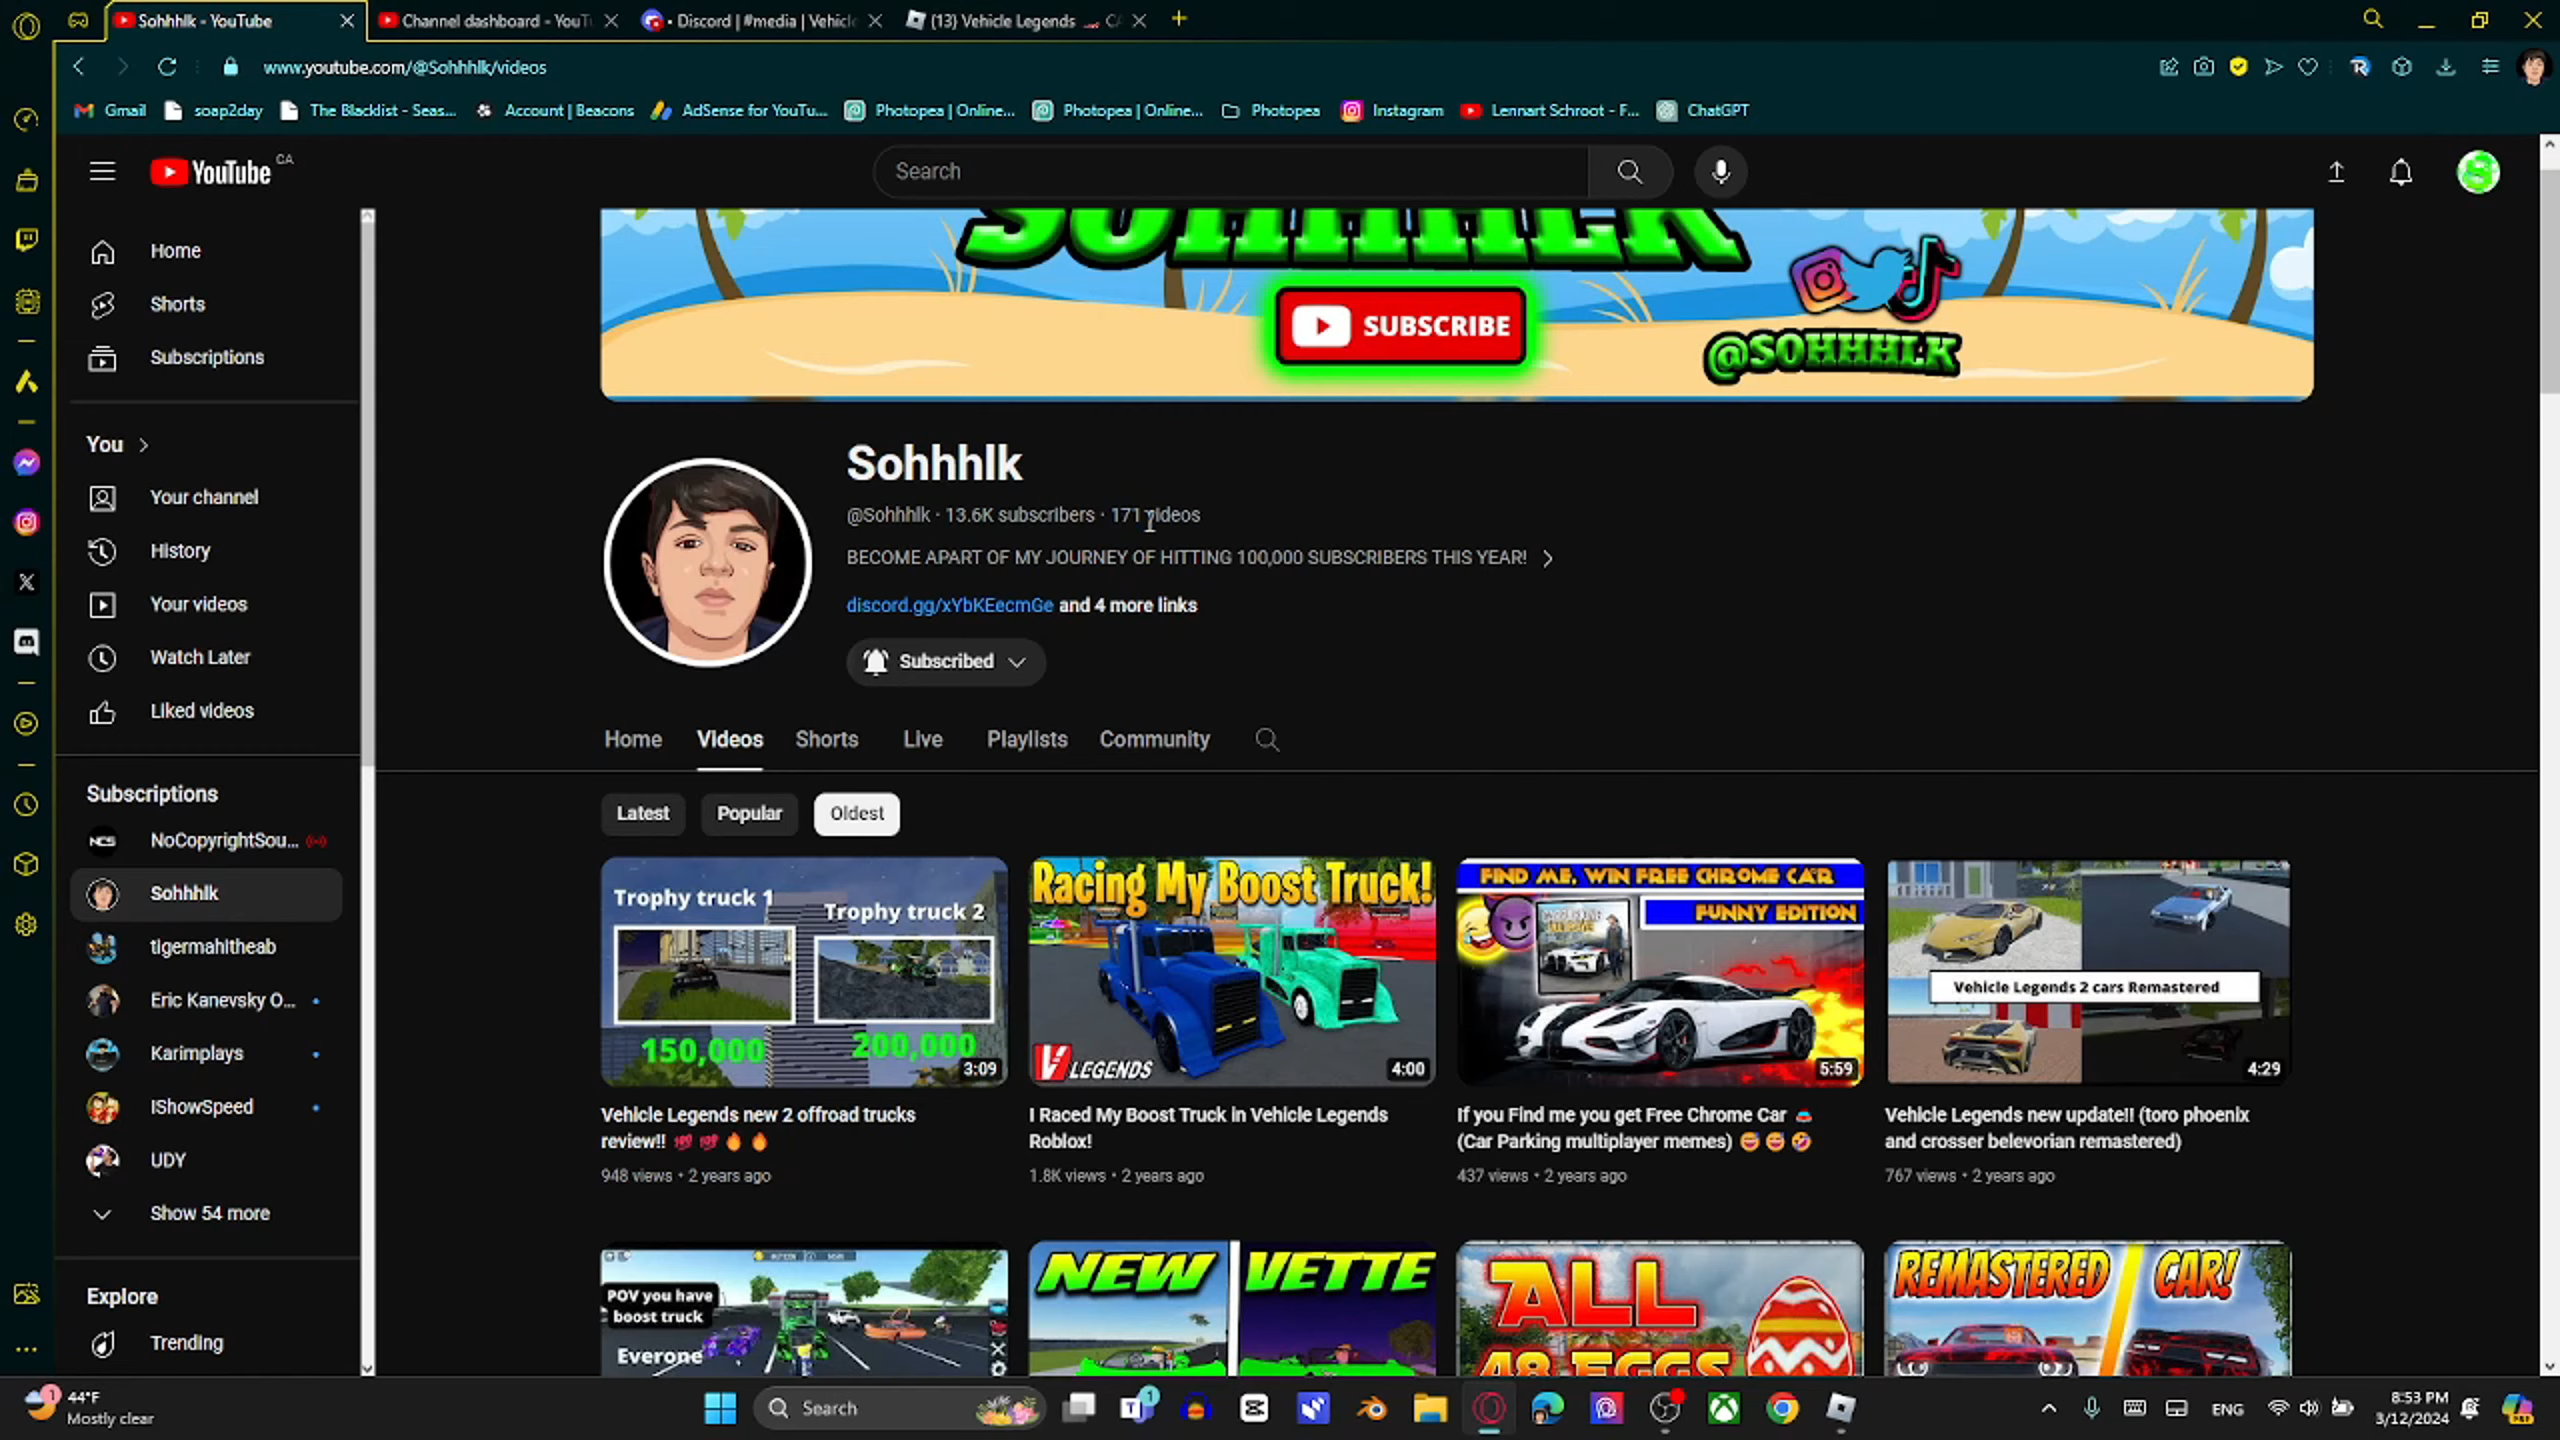 Sohhhlk - YouTube
Channel dashboard - YouT
Discord | #media | Vehicle
(13) Vehicle Legends
www.youtube.com/@Sohhhlk/videos
Gmail
soap2day
The Blacklist - Seas...
Account | Beacons
AdSense for YouTu...
Photopea | Online...
Photopea | Online...
Photopea
Instagram
Lennart Schroot - F...
ChatGPT
YouTube CA
Search
Home
Shorts
Subscriptions
You
Your channel
History
Your videos
Watch Later
Liked videos
Subscriptions
NoCopyrightSou...
Sohhhlk
tigermahitheab
Eric Kanevsky O...
Karimplays
IShowSpeed
UDY
Show 54 more
Explore
Trending
SOHHHLK
SUBSCRIBE
@SOHHHLK
Sohhhlk
@Sohhhlk · 13.6K subscribers · 171 videos
BECOME APART OF MY JOURNEY OF HITTING 100,000 SUBSCRIBERS THIS YEAR!
discord.gg/xYbKEecmGe and 4 more links
Subscribed
Home
Videos
Shorts
Live
Playlists
Community
Latest
Popular
Oldest
Trophy truck 1
Trophy truck 2
150,000
200,000
3:09
Vehicle Legends new 2 offroad trucks
review!! 💯 💯 🔥 🔥
948 views • 2 years ago
Racing My Boost Truck!
LEGENDS
4:00
I Raced My Boost Truck in Vehicle Legends
Roblox!
1.8K views • 2 years ago
FIND ME, WIN FREE CHROME CAR
FUNNY EDITION
5:59
If you Find me you get Free Chrome Car
(Car Parking multiplayer memes) 😅 😅 🤣
437 views • 2 years ago
Vehicle Legends 2 cars Remastered
4:29
Vehicle Legends new update!! (toro phoenix
and crosser belevorian remastered)
767 views • 2 years ago
POV you have
boost truck
Everone
NEW VETTE
ALL
48 EGGS
REMASTERED CAR!
44°F
Mostly clear
Search
ENG
8:53 PM
3/12/2024